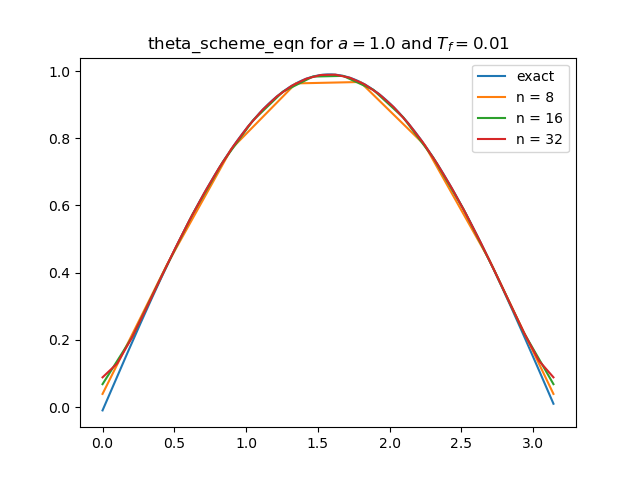 theta_scheme_eqn for a = 1.0 and T_f = 0.01
exact
n = 8
n = 16
n = 32
1.0
0.8
0.6
0.4
0.2
0.0
0.0 0.5 1.0 1.5 2.0 2.5 3.0